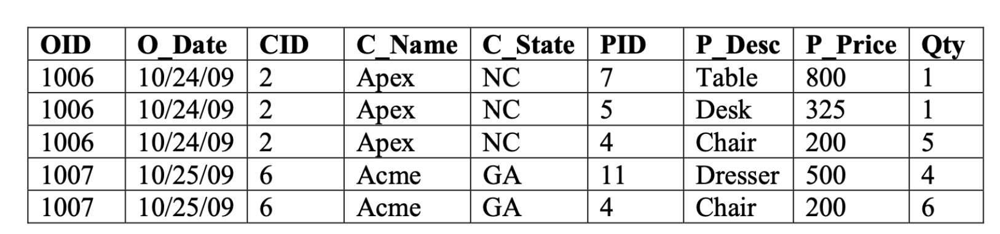 OID O_Date CID C_Name C_State PID P_Desc P_Price Qty
1006 10/24/09 2 Apex NC 7 Table 800 1
1006 10/24/09 2 Apex NC 5 Desk 325 1
1006 10/24/09 2 Apex NC 4 Chair 200 5
1007 10/25/09 6 Acme GA 11 Dresser 500 4
1007 10/25/09 6 Acme GA 4 Chair 200 6